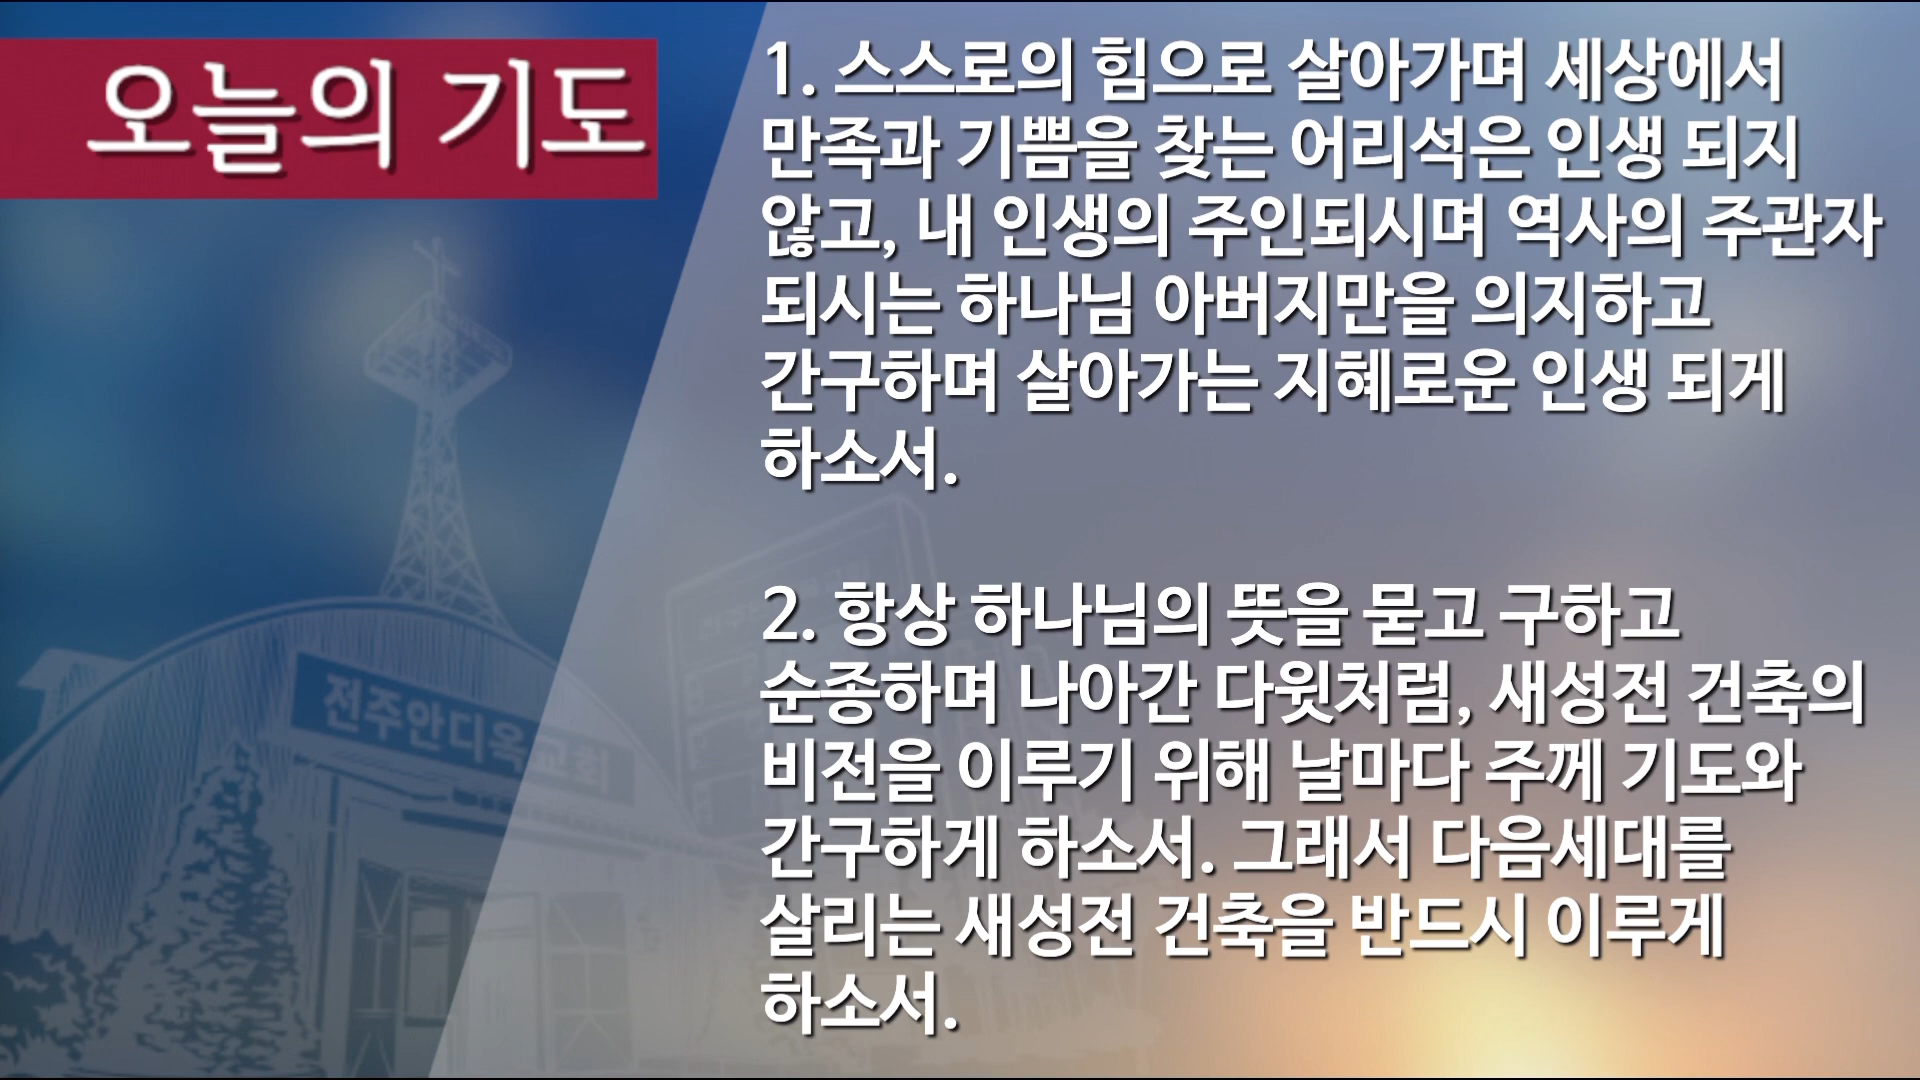 오늘의 기도
1. 스스로의 힘으로 살아가며 세상에서
만족과 기쁨을 찾는 어리석은 인생 되지
않고, 내 인생의 주인되시며 역사의 주관자
되시는 하나님 아버지만을 의지하고
간구하며 살아가는 지혜로운 인생 되게
하소서.
2. 항상 하나님의 뜻을 묻고 구하고
순종하며 나아간 다윗처럼, 새성전 건축의
비전을 이루기 위해 날마다 주께 기도와
간구하게 하소서. 그래서 다음세대를
살리는 새성전 건축을 반드시 이루게
하소서.
전주안디옥교회